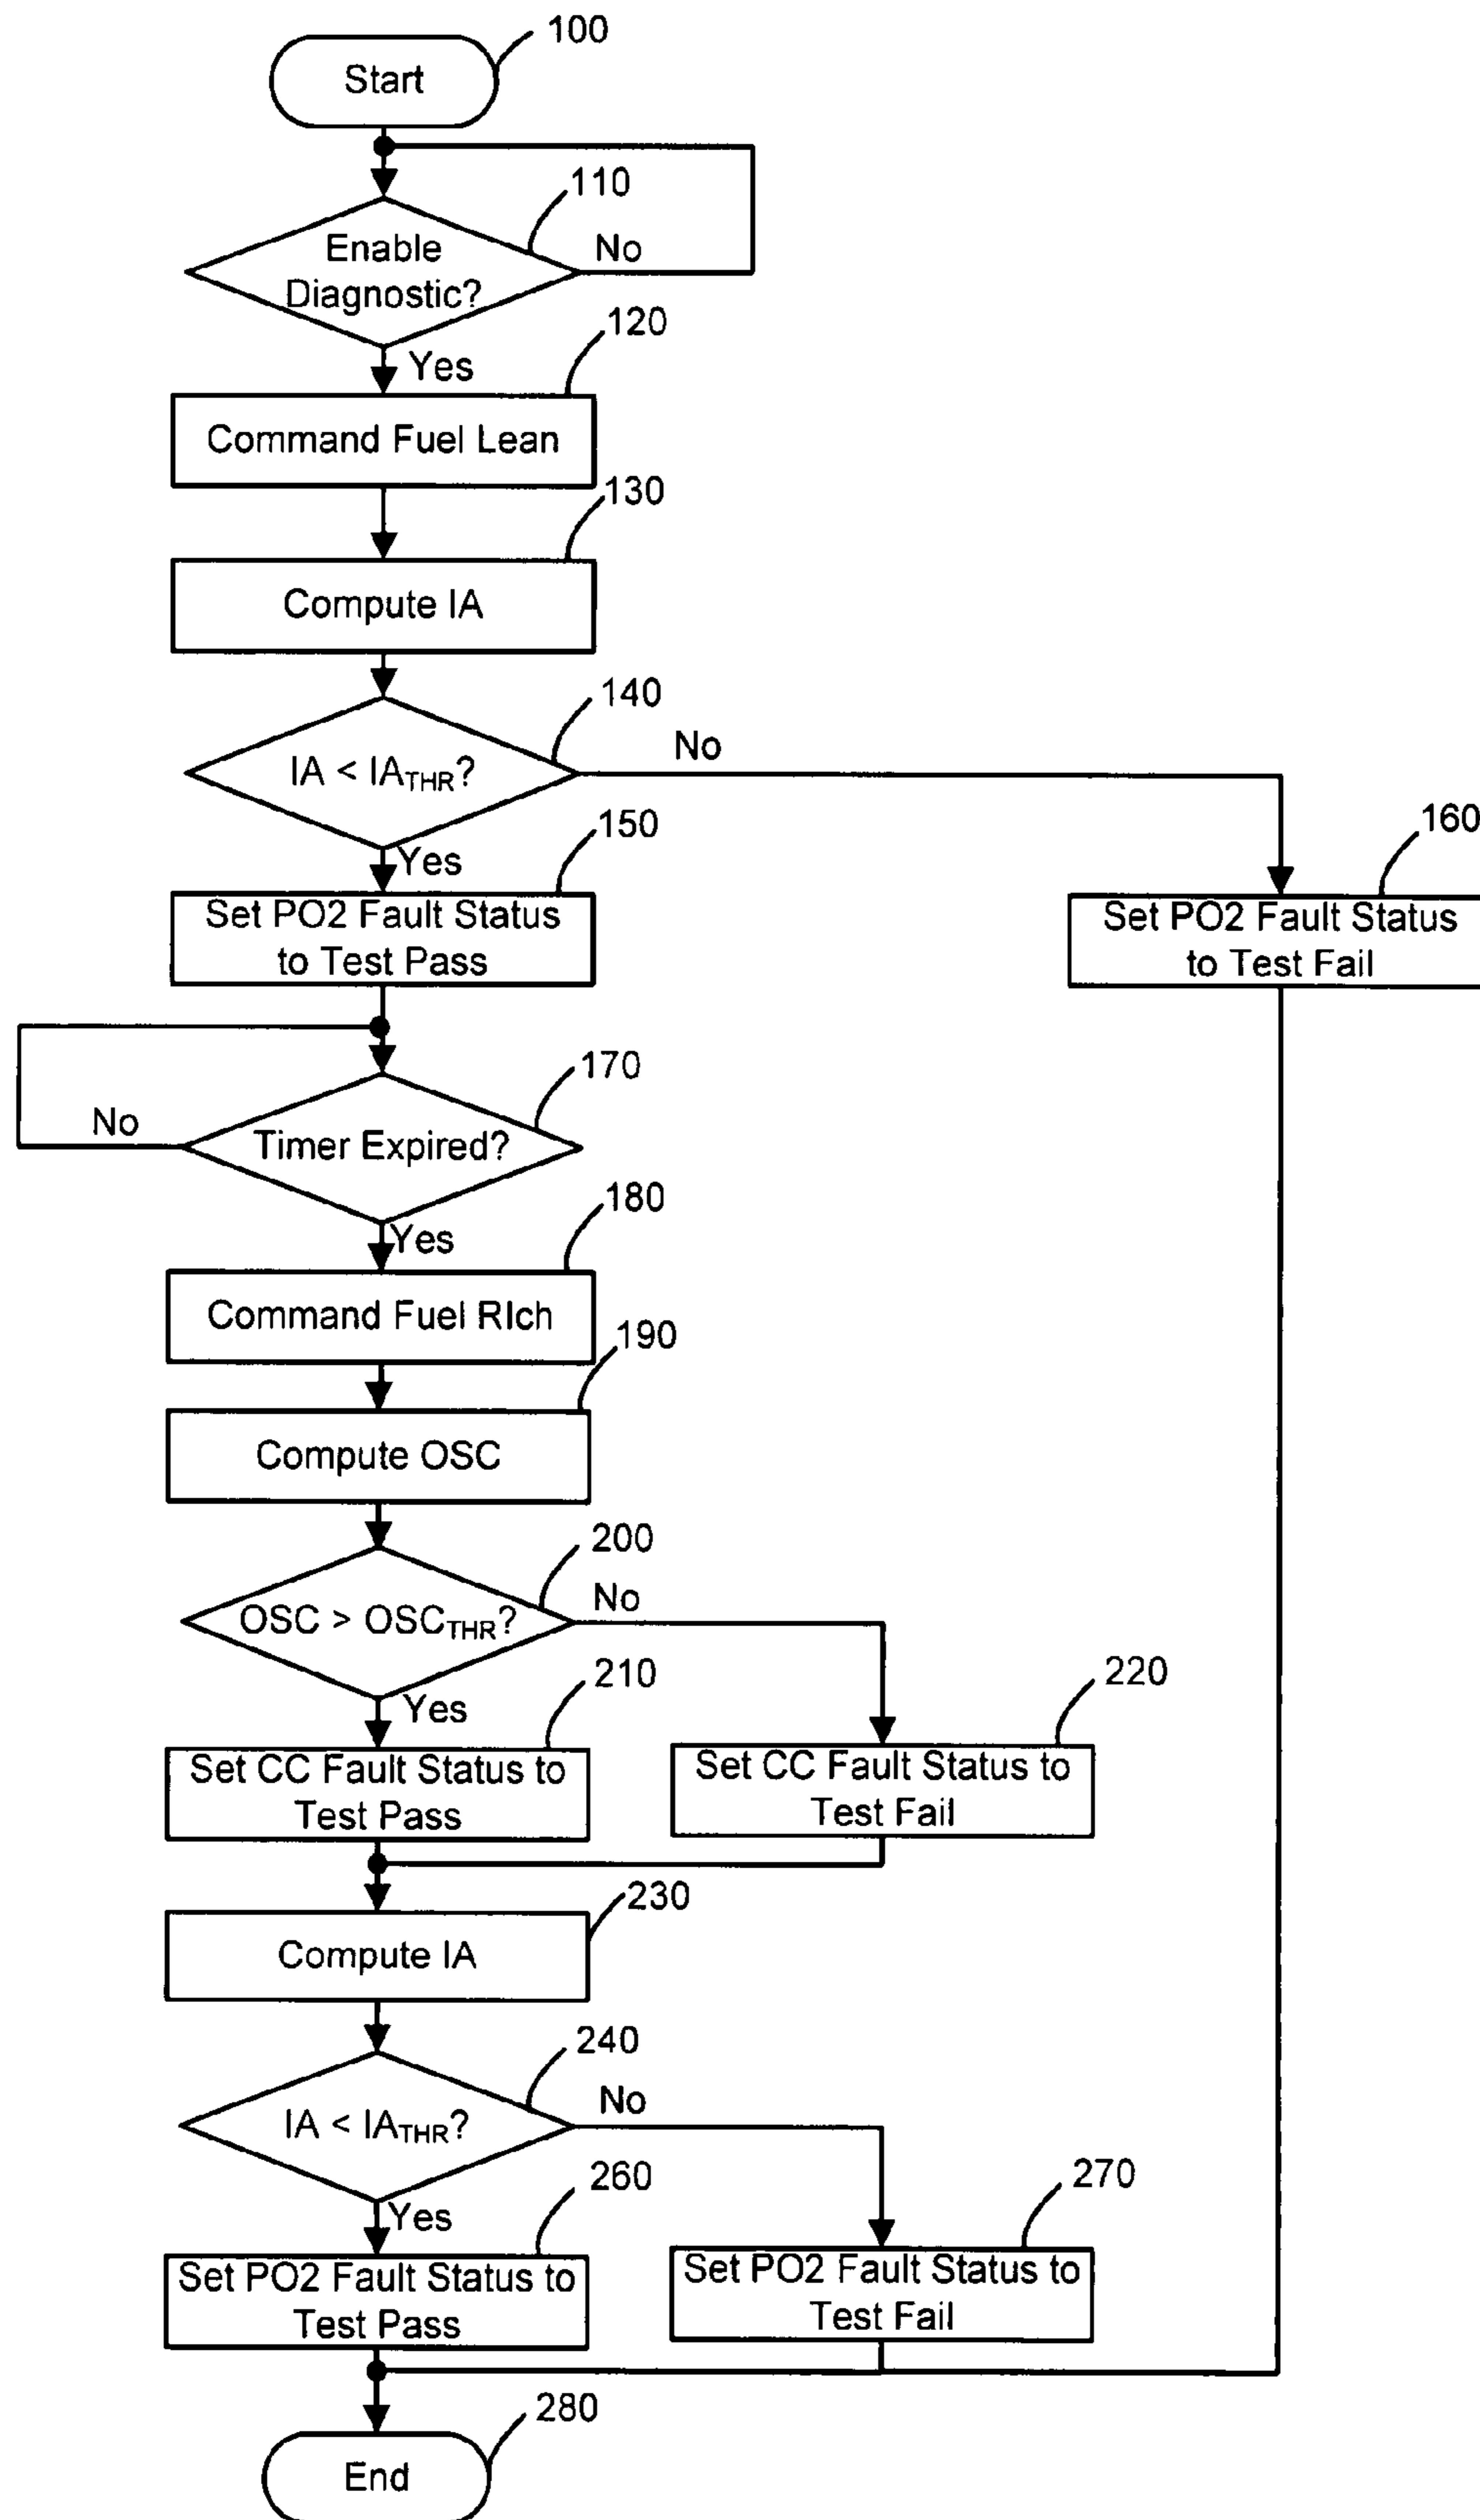 100
Start
110
Enable
Diagnostic?
No
120
Yes
Command Fuel Lean
130
Compute IA
140
IA < IATHR?
No
150
160
Yes
Set PO2 Fault Status
to Test Pass
Set PO2 Fault Status
to Test Fail
170
No
Timer Expired?
180
Yes
Command Fuel RIch
190
Compute OSC
200
OSC > OSCTHR?
No
210
220
Yes
Set CC Fault Status to
Test Pass
Set CC Fault Status to
Test Fail
230
Compute IA
240
IA < IATHR?
No
260
270
Yes
Set PO2 Fault Status to
Test Pass
Set PO2 Fault Status to
Test Fail
280
End